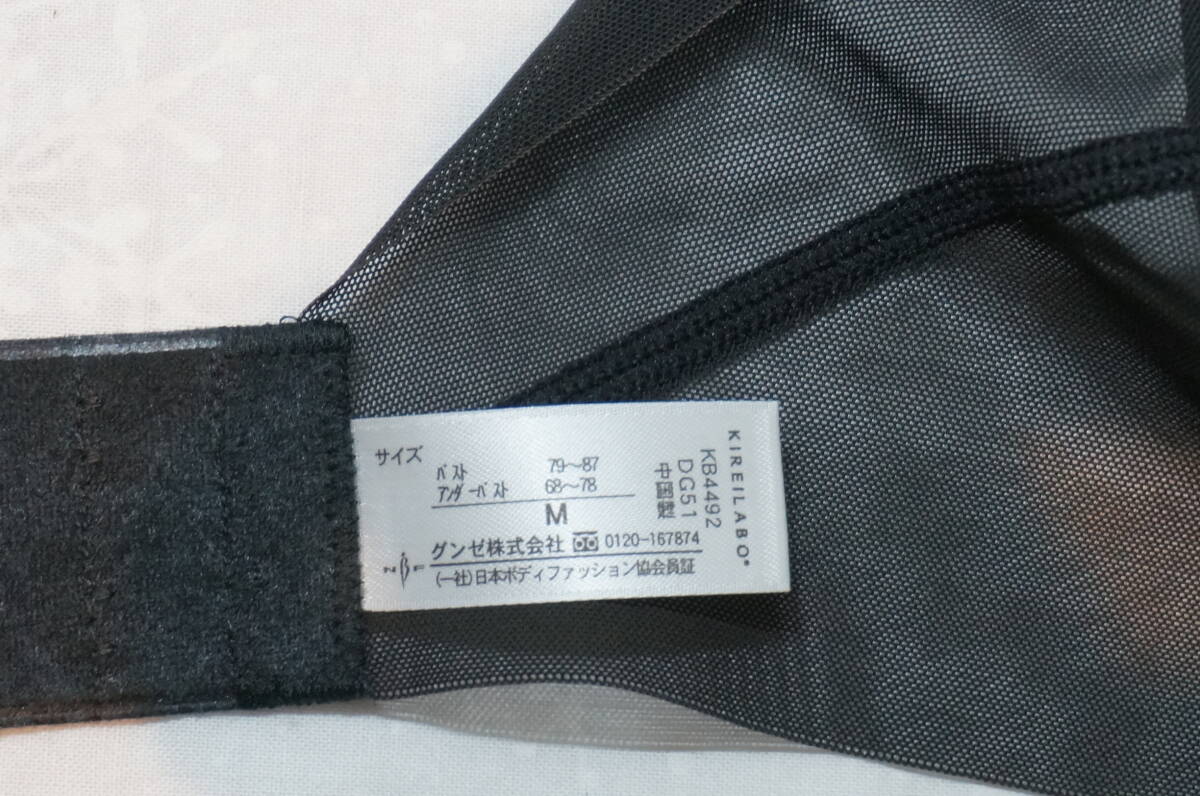 サイズ
バスト 79～87
アンダーバスト 68～78
M
グンゼ株式会社 0120-167874
NBF
(一社)日本ボディファッション協会員証
KIREILABO®
KB4492
DG51
中国製